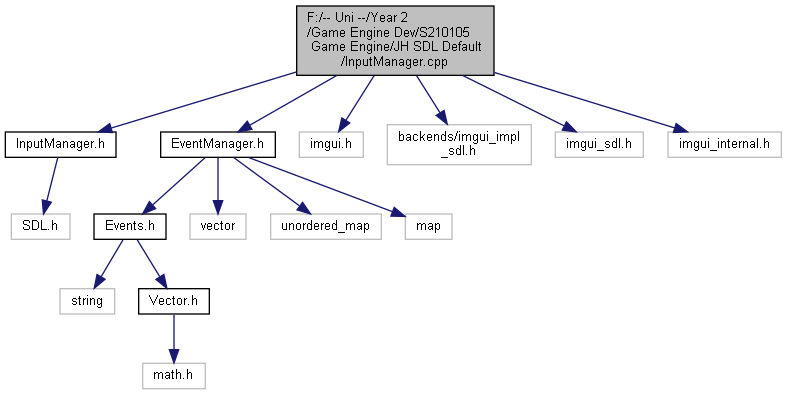 F:/-- Uni --/Year 2
/Game Engine Dev/S210105
Game Engine/JH SDL Default
/InputManager.cpp
InputManager.h
EventManager.h
imgui.h
backends/imgui_impl
_sdl.h
imgui_sdl.h
imgui_internal.h
SDL.h
Events.h
vector
unordered_map
map
string
Vector.h
math.h